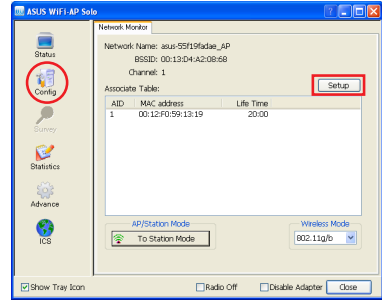 ASUS WiFi-AP Solo
Network Monitor
Status
Config
Survey
Statistics
Advance
ICS
Network Name: asus-55f19fadae_AP
BSSID: 00:13:D4:A2:08:68
Channel: 1
Associate Table:
Setup
AID MAC address Life Time
1 00:12:F0:59:13:19 20:00
AP/Station Mode
To Station Mode
Wireless Mode
802.11g/b
Show Tray Icon
Radio Off
Disable Adapter
Close